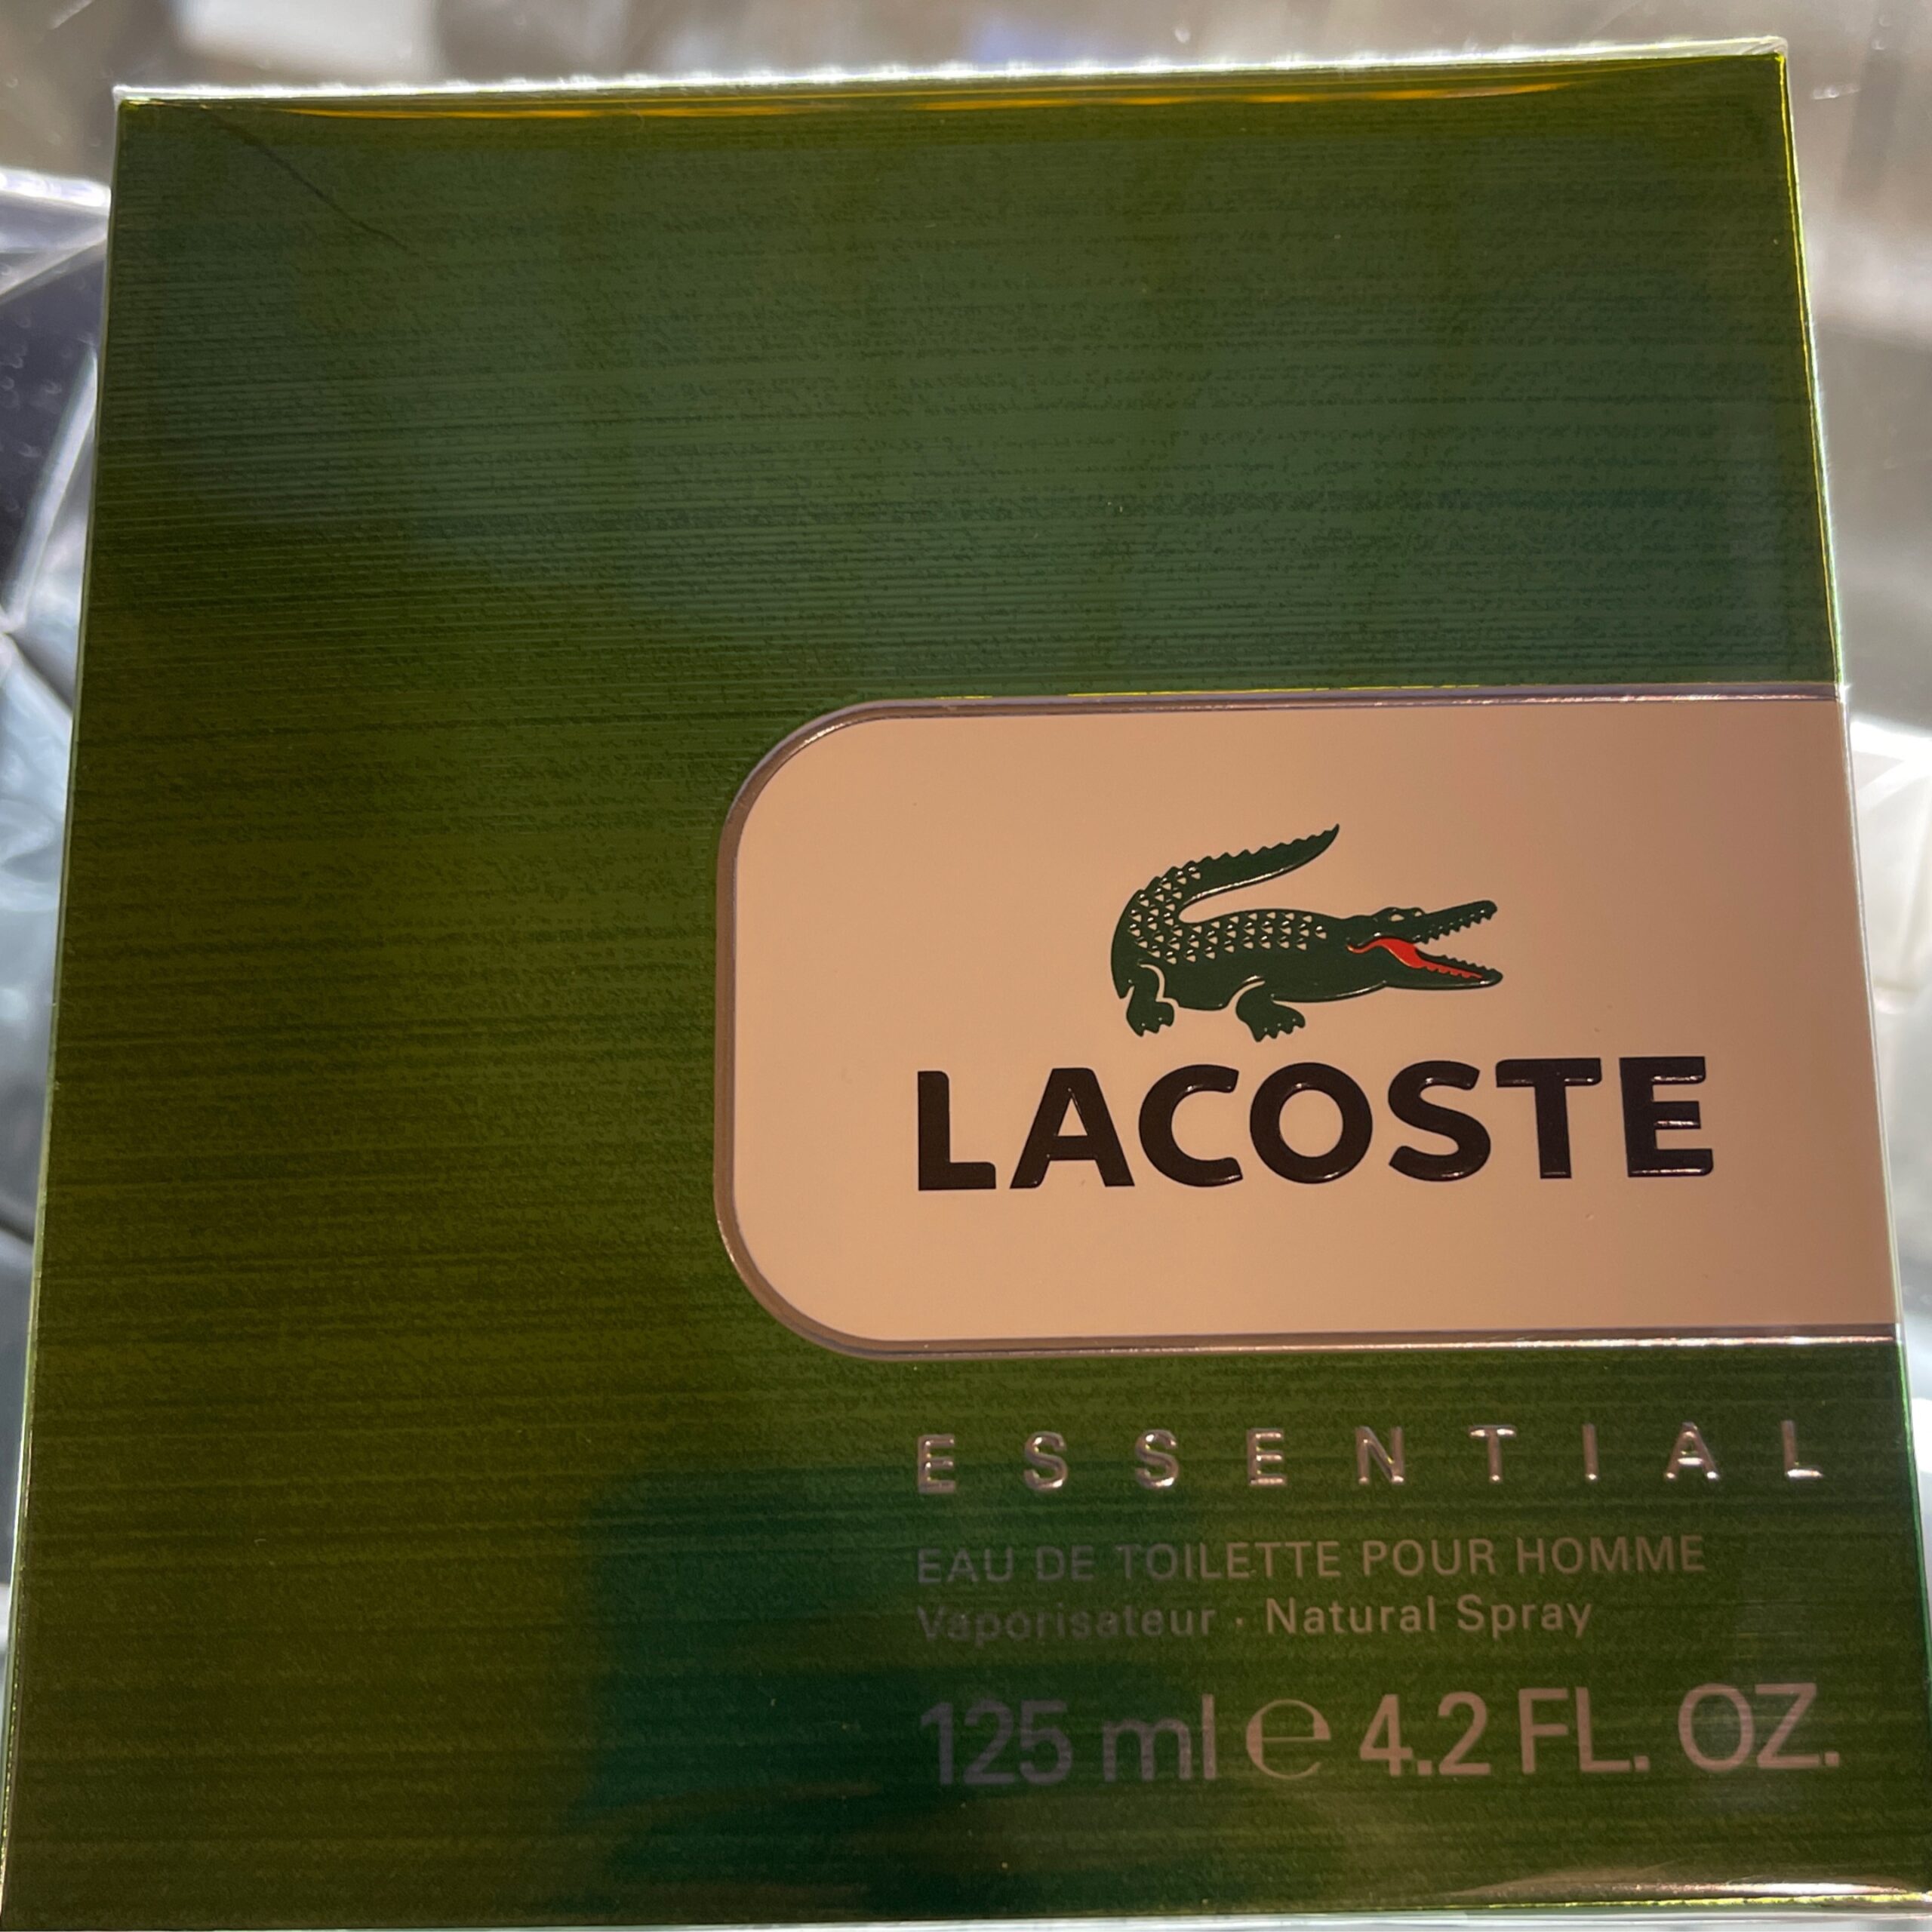 LACOSTE
ESSENTIAL
EAU DE TOILETTE POUR HOMME
Vaporisateur · Natural Spray
125 ml ℮ 4.2 FL. OZ.